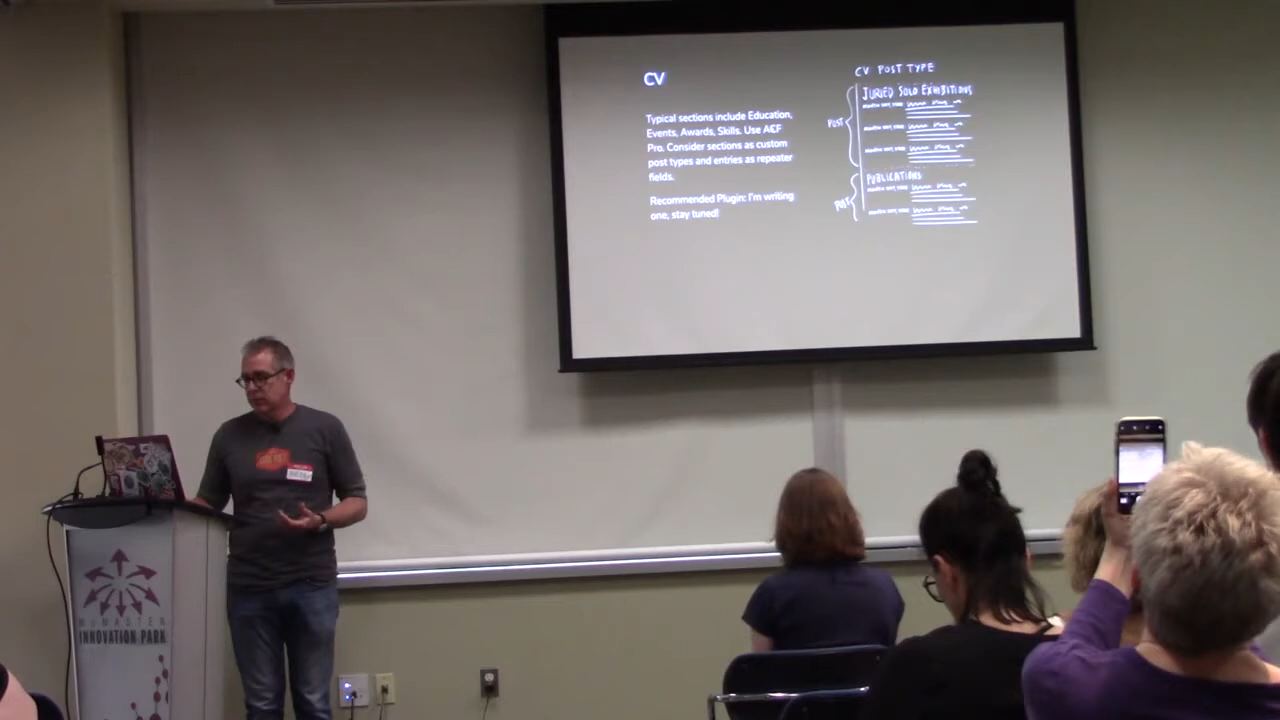 CV
Typical sections include Education,
Events, Awards, Skills. Use ACF
Pro. Consider sections as custom
post types and entries as repeater
fields.
Recommended Plugin: I'm writing
one, stay tuned!
CV POST TYPE
JURIED SOLO EXHIBITIONS
POST
PUBLICATIONS
POST
McMASTER
INNOVATION PARK